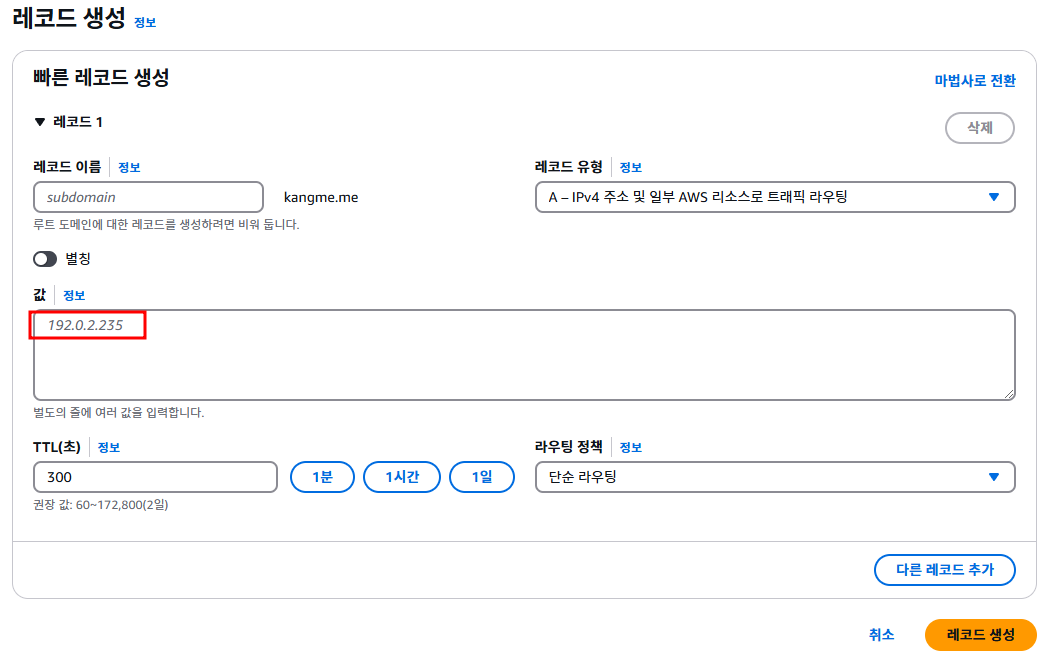 레코드 생성 정보
빠른 레코드 생성
마법사로 전환
▼ 레코드 1
삭제
레코드 이름 정보
subdomain
kangme.me
루트 도메인에 대한 레코드를 생성하려면 비워 둡니다.
레코드 유형 정보
A – IPv4 주소 및 일부 AWS 리소스로 트래픽 라우팅
별칭
값 정보
192.0.2.235
별도의 줄에 여러 값을 입력합니다.
TTL(초) 정보
300
1분
1시간
1일
권장 값: 60~172,800(2일)
라우팅 정책 정보
단순 라우팅
다른 레코드 추가
취소
레코드 생성